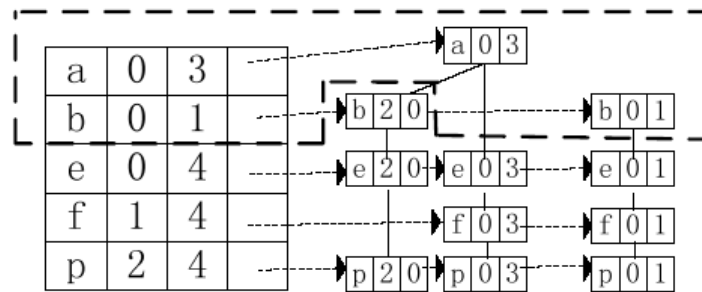 a 0 3
a 0 3
b 0 1
b 2 0
b 0 1
e 0 4
e 2 0
e 0 3
e 0 1
f 1 4
f 0 3
f 0 1
p 2 4
p 2 0
p 0 3
p 0 1